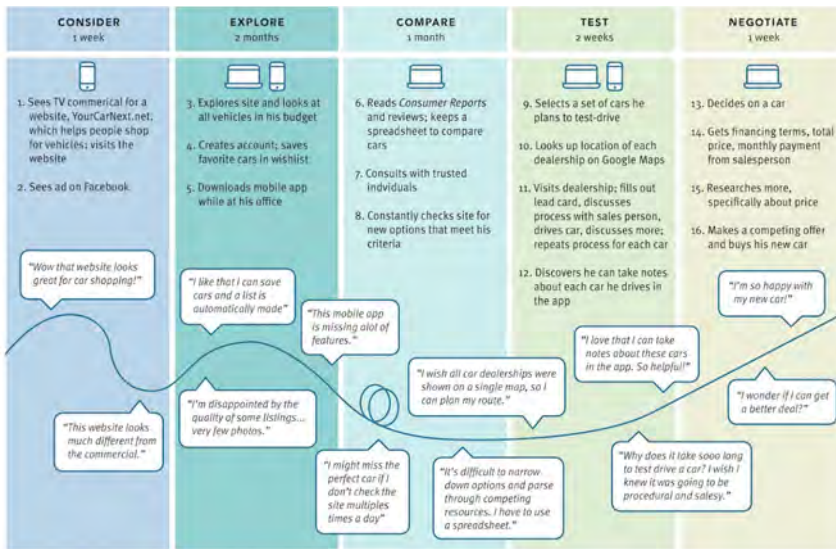 CONSIDER
1 week
EXPLORE
2 months
COMPARE
1 month
TEST
2 weeks
NEGOTIATE
1 week
1. Sees TV commerical for a
website, YourCarNext.net,
which helps people shop
for vehicles; visits the
website
2. Sees ad on Facebook
3. Explores site and looks at
all vehicles in his budget
4. Creates account; saves
favorite cars in wishlist
5. Downloads mobile app
while at his office
6. Reads Consumer Reports
and reviews; keeps a
spreadsheet to compare
cars
7. Consults with trusted
indviduals
8. Constantly checks site for
new options that meet his
criteria
9. Selects a set of cars he
plans to test-drive
10. Looks up location of each
dealership on Google Maps
11. Visits dealership; fills out
lead card, discusses
process with sales person,
drives car, discusses more;
repeats process for each car
12. Discovers he can take notes
about each car he drives in
the app
13. Decides on a car
14. Gets financing terms, total
price, monthly payment
from salesperson
15. Researches more,
specifically about price
16. Makes a competing offer
and buys his new car
"Wow that website looks
great for car shopping!"
"This website looks
much different from
the commercial."
"I like that I can save
cars and a list is
automatically made"
"I'm disappointed by the
quality of some listings...
very few photos."
"This mobile app
is missing alot of
features."
"I might miss the
perfect car if I
don't check the
site multiples
times a day"
"I wish all car dealerships were
shown on a single map, so I
can plan my route."
"It's difficult to narrow
down options and parse
through competing
resources. I have to use
a spreadsheet."
"I love that I can take
notes about these cars
in the app. So helpful!"
"Why does it take sooo long
to test drive a car? I wish I
knew it was going to be
procedural and salesy."
"I'm so happy with
my new car!"
"I wonder if I can get
a better deal?"